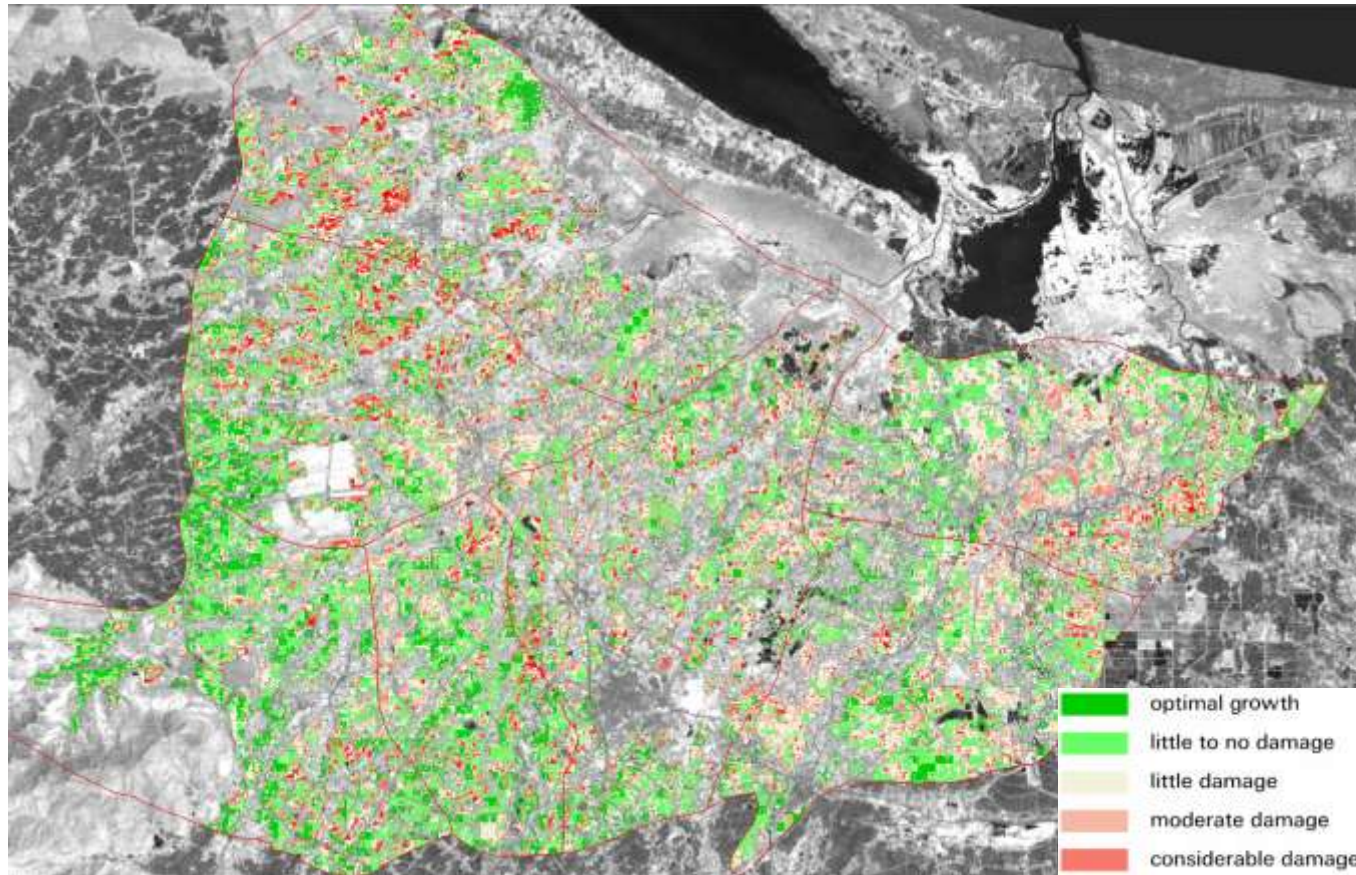 optimal growth
little to no damage
little damage
moderate damage
considerable damage